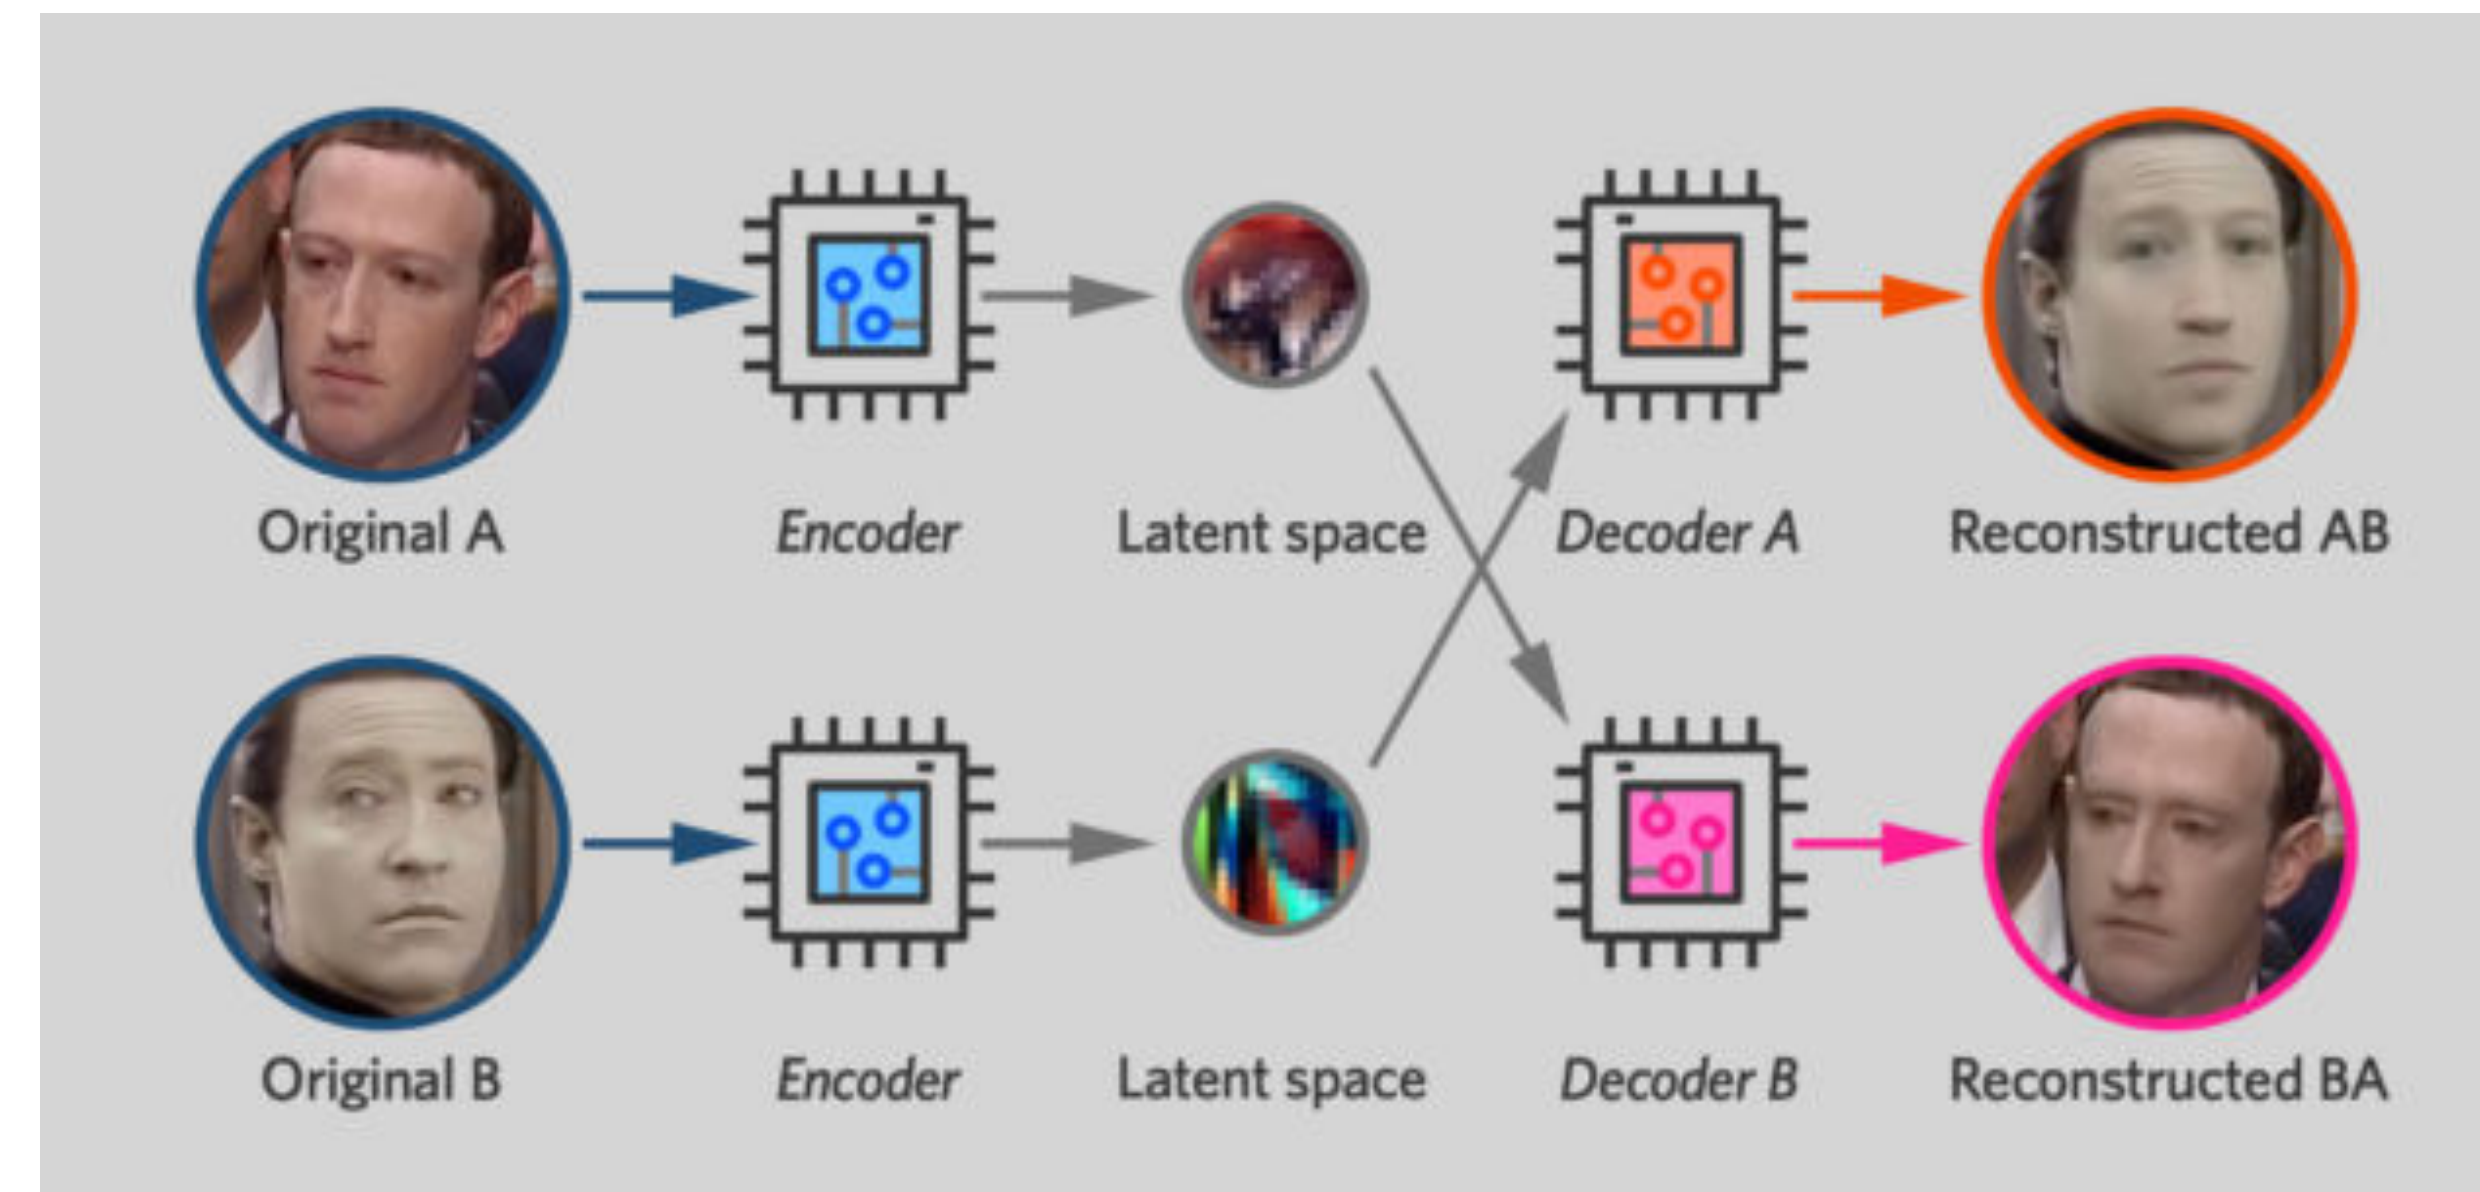 Original A
Encoder
Latent space
Decoder A
Reconstructed AB
Original B
Encoder
Latent space
Decoder B
Reconstructed BA